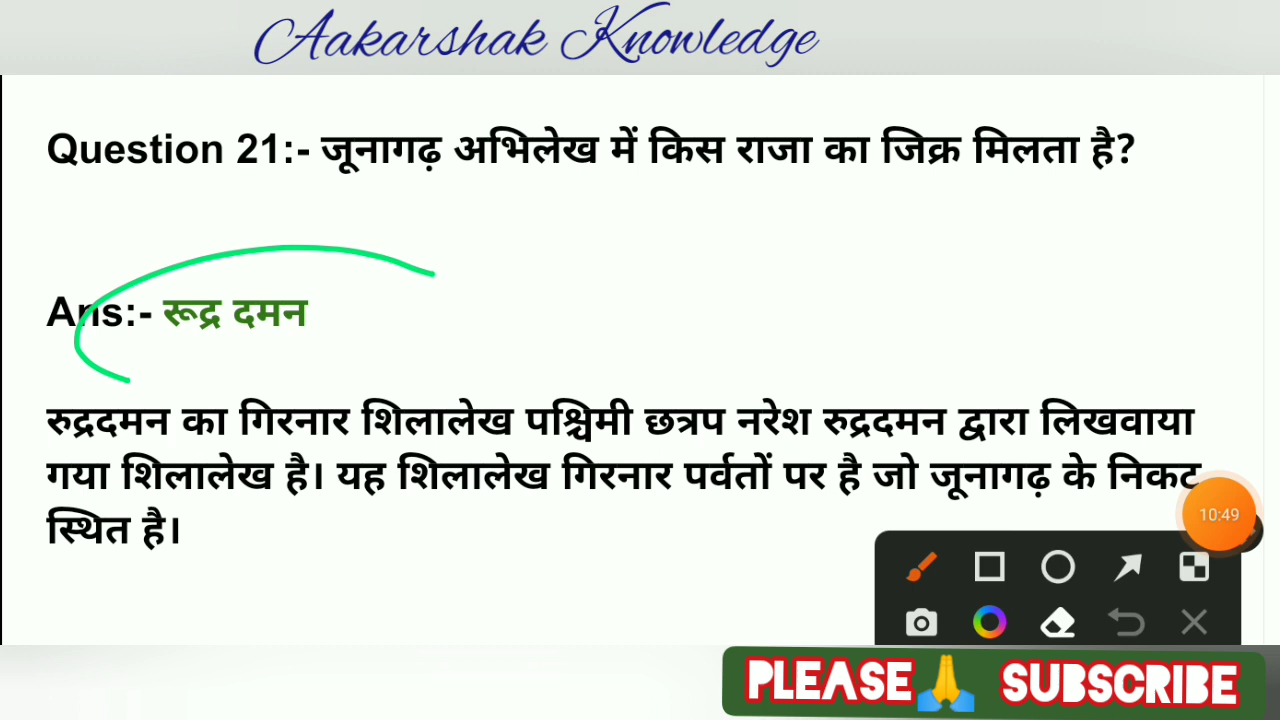 Aakarshak Knowledge
Question 21:- जूनागढ़ अभिलेख में किस राजा का जिक्र मिलता है?
Ans:- रूद्र दमन
रुद्रदमन का गिरनार शिलालेख पश्चिमी छत्रप नरेश रुद्रदमन द्वारा लिखवाया
गया शिलालेख है। यह शिलालेख गिरनार पर्वतों पर है जो जूनागढ़ के निकट
स्थित है।
10:49
PLEASE🙏 SUBSCRIBE